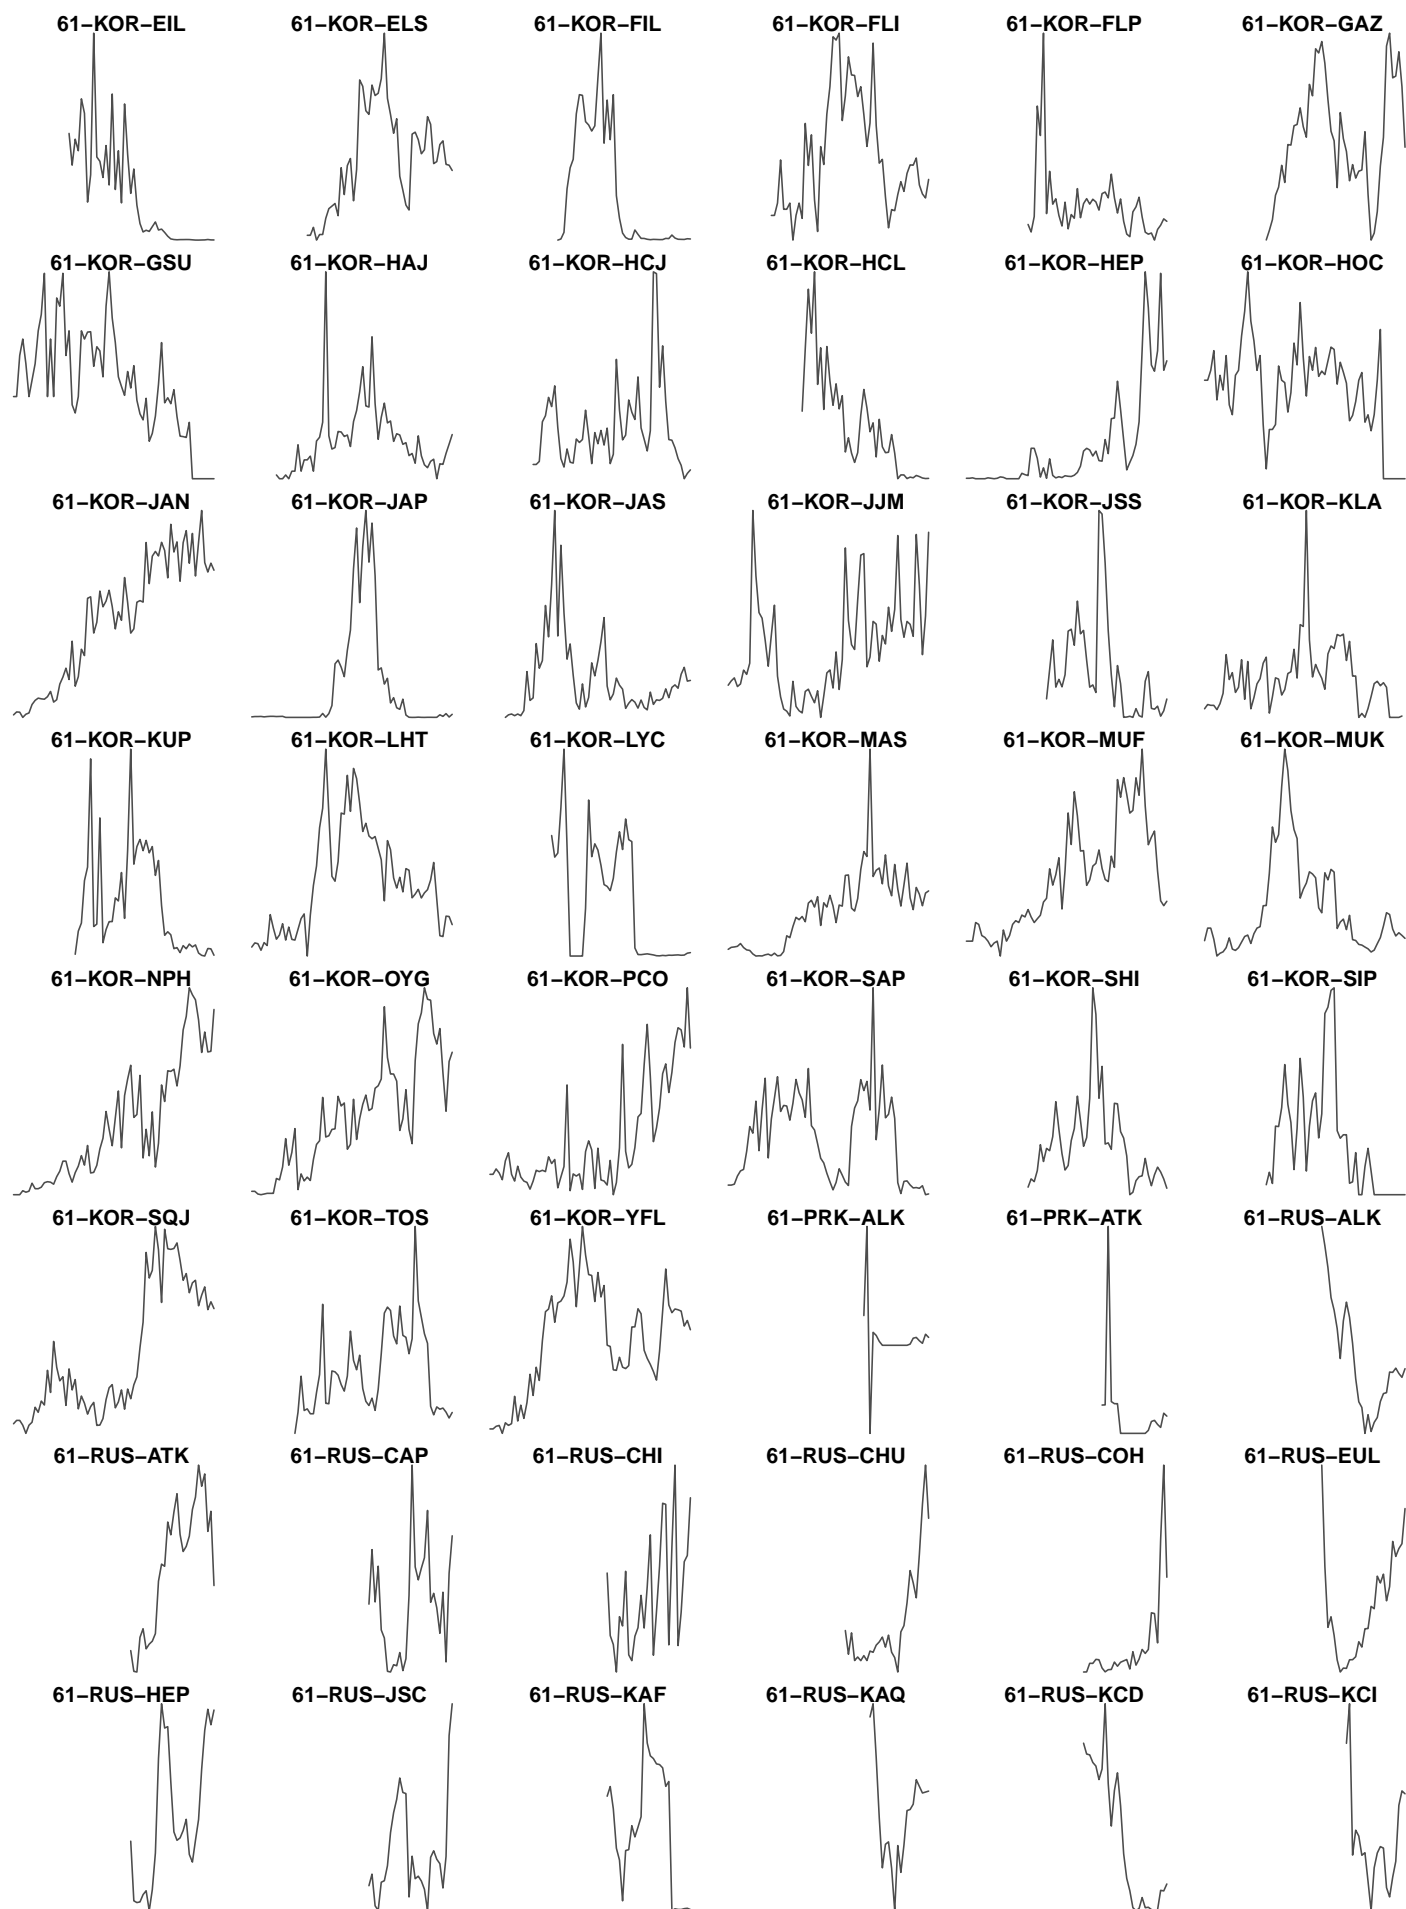 61−KOR−EIL 61−KOR−ELS 61−KOR−FIL 61−KOR−FLI 61−KOR−FLP 61−KOR−GAZ
61−KOR−GSU 61−KOR−HAJ 61−KOR−HCJ 61−KOR−HCL 61−KOR−HEP 61−KOR−HOC
61−KOR−JAN 61−KOR−JAP 61−KOR−JAS 61−KOR−JJM 61−KOR−JSS 61−KOR−KLA
61−KOR−KUP 61−KOR−LHT 61−KOR−LYC 61−KOR−MAS 61−KOR−MUF 61−KOR−MUK
61−KOR−NPH 61−KOR−OYG 61−KOR−PCO 61−KOR−SAP 61−KOR−SHI 61−KOR−SIP
61−KOR−SQJ 61−KOR−TOS 61−KOR−YFL 61−PRK−ALK 61−PRK−ATK 61−RUS−ALK
61−RUS−ATK 61−RUS−CAP 61−RUS−CHI 61−RUS−CHU 61−RUS−COH 61−RUS−EUL
61−RUS−HEP 61−RUS−JSC 61−RUS−KAF 61−RUS−KAQ 61−RUS−KCD 61−RUS−KCI